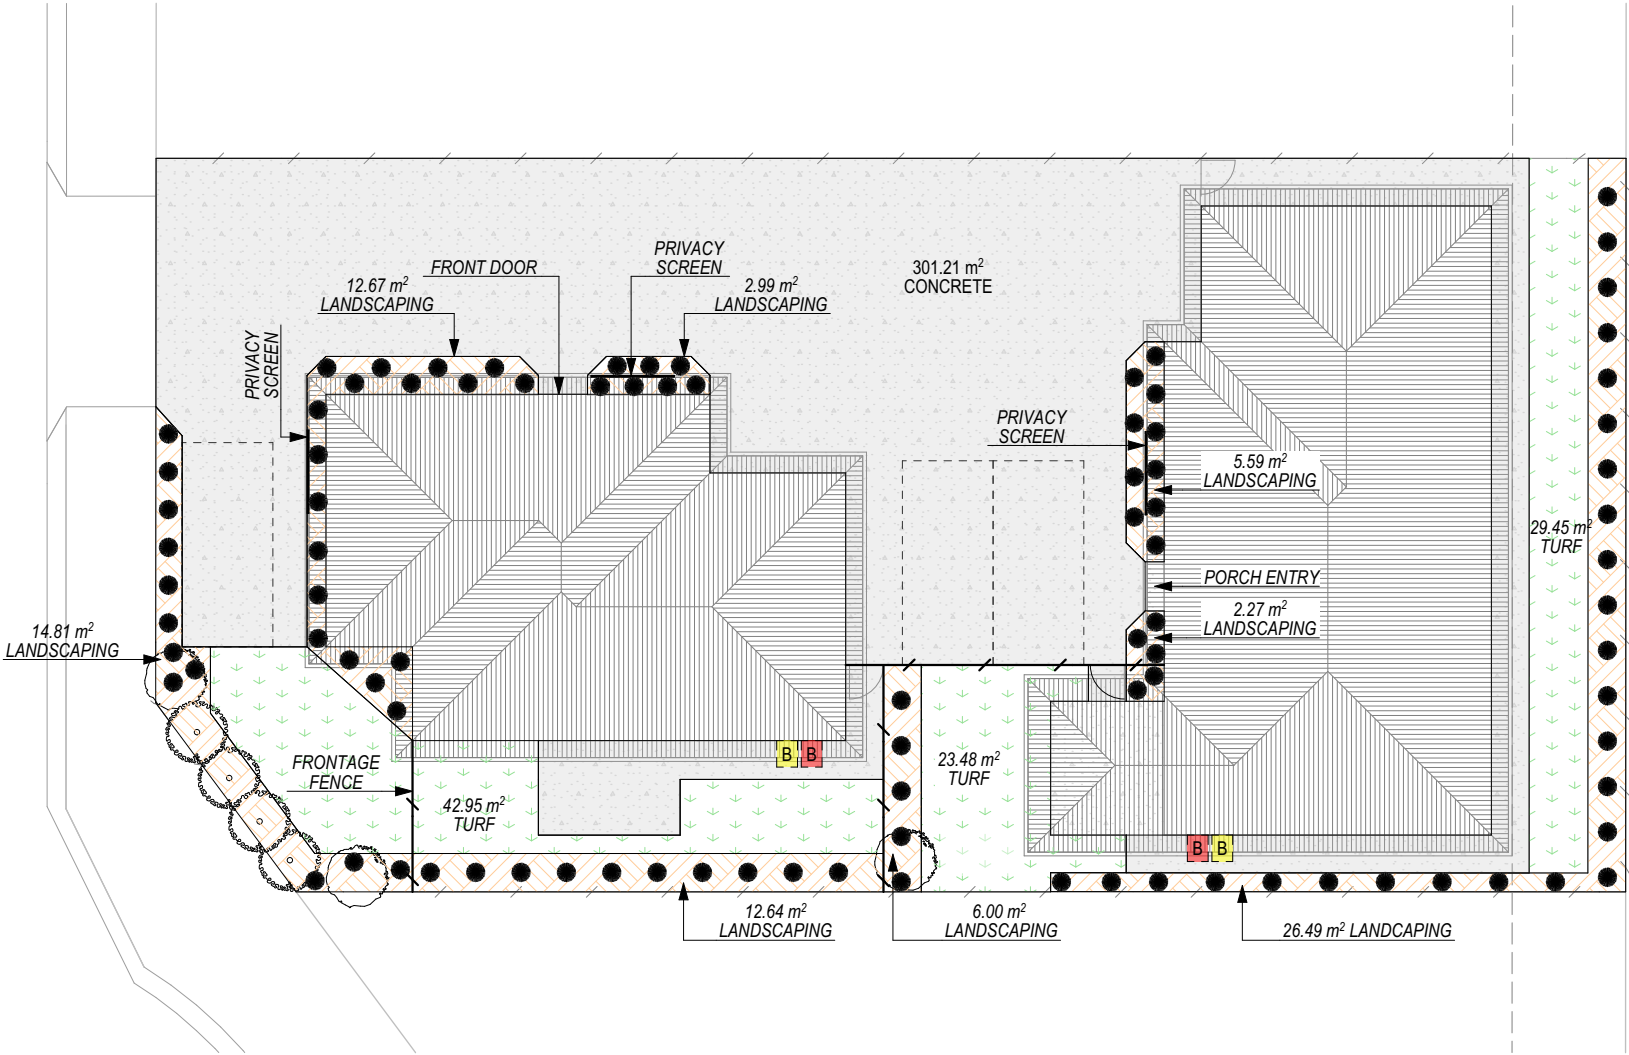 PRIVACY
SCREEN
FRONT DOOR
12.67 m²
LANDSCAPING
2.99 m²
LANDSCAPING
301.21 m²
CONCRETE
PRIVACY
SCREEN
PRIVACY
SCREEN
5.59 m²
LANDSCAPING
29.45 m²
TURF
PORCH ENTRY
2.27 m²
LANDSCAPING
14.81 m²
LANDSCAPING
FRONTAGE
FENCE
42.95 m²
TURF
B B
23.48 m²
TURF
B B
12.64 m²
LANDSCAPING
6.00 m²
LANDSCAPING
26.49 m² LANDCAPING